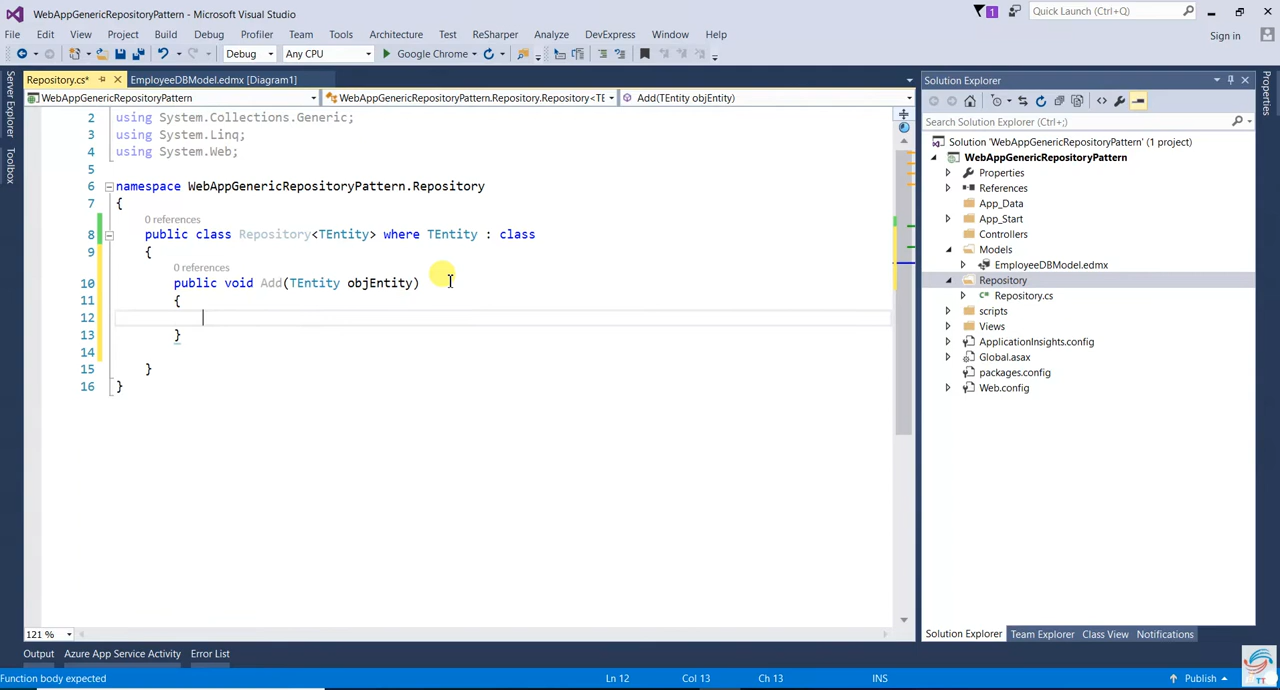 WebAppGenericRepositoryPattern - Microsoft Visual Studio
1
Quick Launch (Ctrl+Q)
File Edit View Project Build Debug Profiler Team Tools Architecture Test ReSharper Analyze DevExpress Window Help
Sign in
Debug Any CPU Google Chrome
Server Explorer
Toolbox
Repository.cs* EmployeeDBModel.edmx [Diagram1]
WebAppGenericRepositoryPattern WebAppGenericRepositoryPattern.Repository.Repository<TE Add(TEntity objEntity)
2 using System.Collections.Generic;
3 using System.Linq;
4 using System.Web;
5
6 namespace WebAppGenericRepositoryPattern.Repository
7 {
0 references
8 public class Repository<TEntity> where TEntity : class
9 {
0 references
10 public void Add(TEntity objEntity)
11 {
12
13 }
14
15 }
16 }
121 %
Solution Explorer
Search Solution Explorer (Ctrl+;)
Solution 'WebAppGenericRepositoryPattern' (1 project)
WebAppGenericRepositoryPattern
Properties
References
App_Data
App_Start
Controllers
Models
EmployeeDBModel.edmx
Repository
Repository.cs
scripts
Views
ApplicationInsights.config
Global.asax
packages.config
Web.config
Solution Explorer Team Explorer Class View Notifications
Properties
Output Azure App Service Activity Error List
Function body expected Ln 12 Col 13 Ch 13 INS Publish
TT